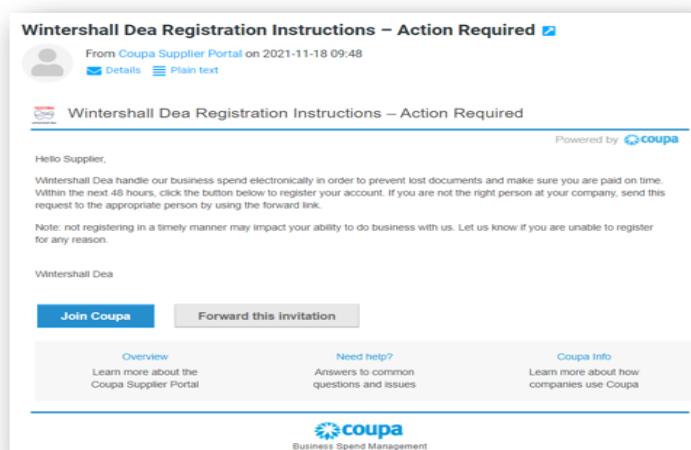 Wintershall Dea Registration Instructions – Action Required
From Coupa Supplier Portal on 2021-11-18 09:48
Details Plain text
Wintershall Dea Registration Instructions – Action Required
Powered by coupa
Hello Supplier,
Wintershall Dea handle our business spend electronically in order to prevent lost documents and make sure you are paid on time.
Within the next 48 hours, click the button below to register your account. If you are not the right person at your company, send this
request to the appropriate person by using the forward link.
Note: not registering in a timely manner may impact your ability to do business with us. Let us know if you are unable to register
for any reason.
Wintershall Dea
Join Coupa Forward this invitation
Overview Need help? Coupa Info
Learn more about the Answers to common Learn more about how
Coupa Supplier Portal questions and issues companies use Coupa
coupa
Business Spend Management